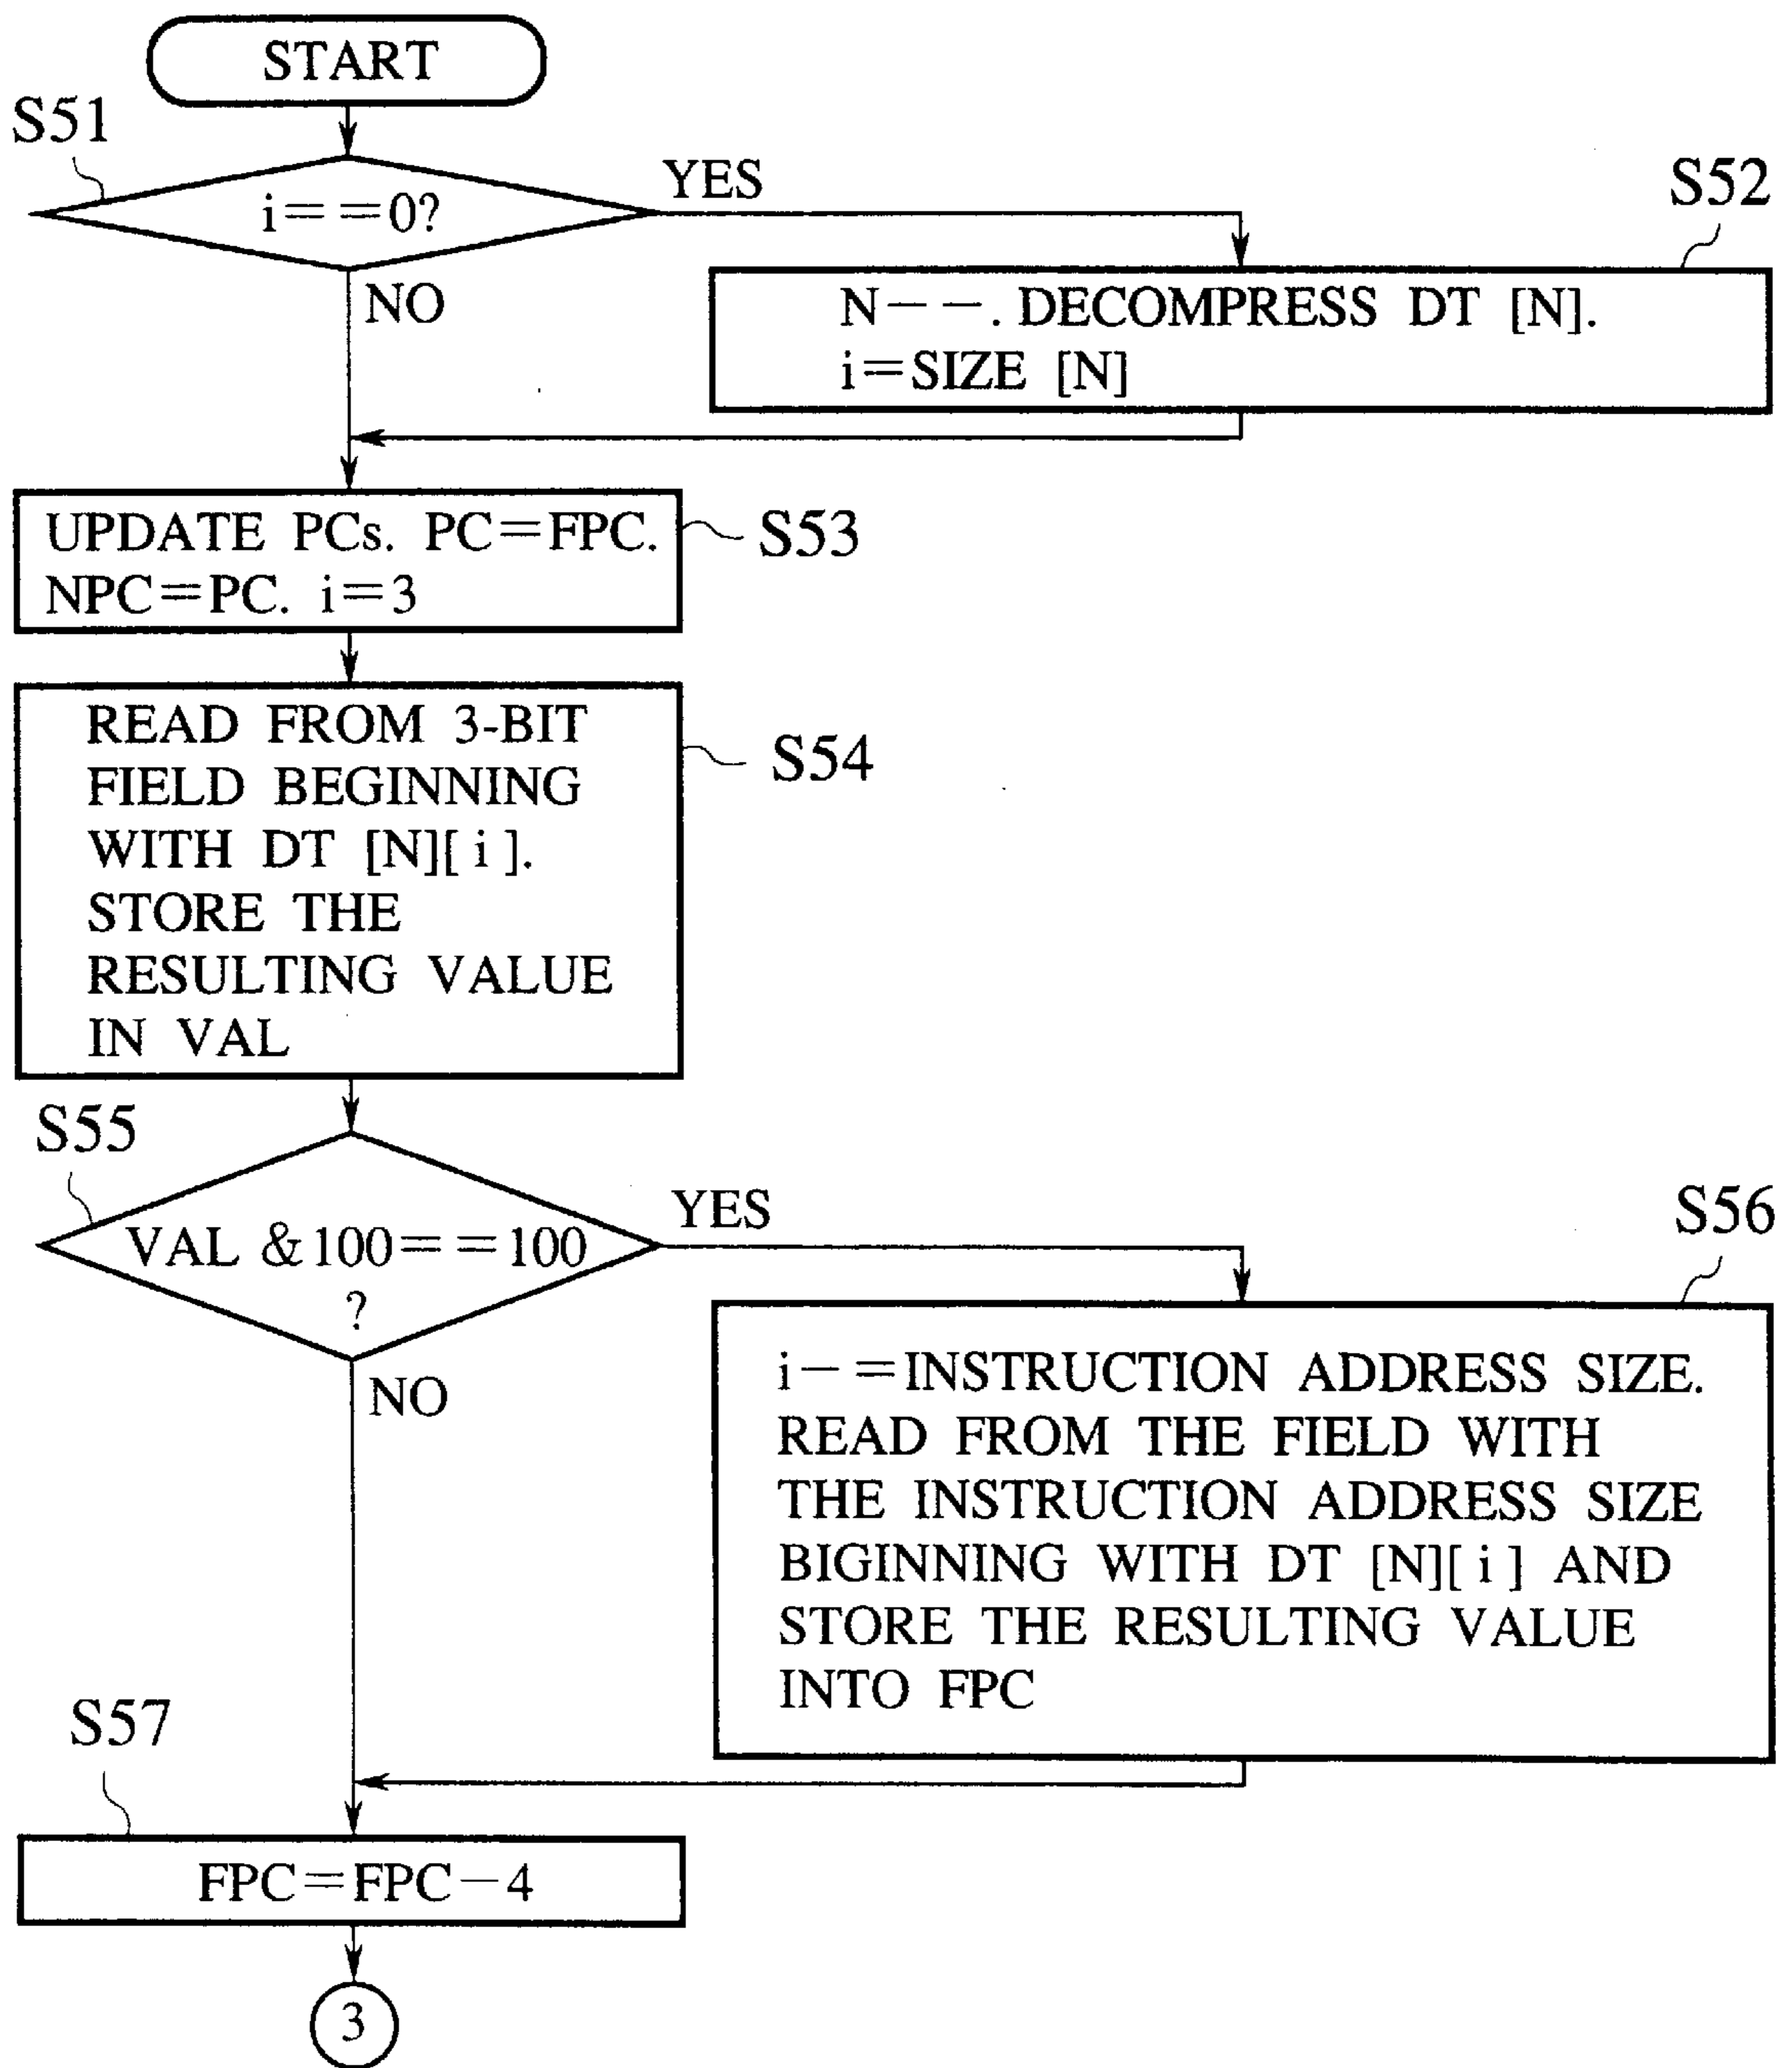 START
S51
i==0?
YES
NO
S52
N−−. DECOMPRESS DT [N].
i=SIZE [N]
UPDATE PCs. PC=FPC.
NPC=PC. i=3
S53
READ FROM 3-BIT
FIELD BEGINNING
WITH DT [N][ i ].
STORE THE
RESULTING VALUE
IN VAL
S54
S55
VAL &100==100
?
YES
NO
S56
i−=INSTRUCTION ADDRESS SIZE.
READ FROM THE FIELD WITH
THE INSTRUCTION ADDRESS SIZE
BIGINNING WITH DT [N][ i ] AND
STORE THE RESULTING VALUE
INTO FPC
S57
FPC=FPC−4
3